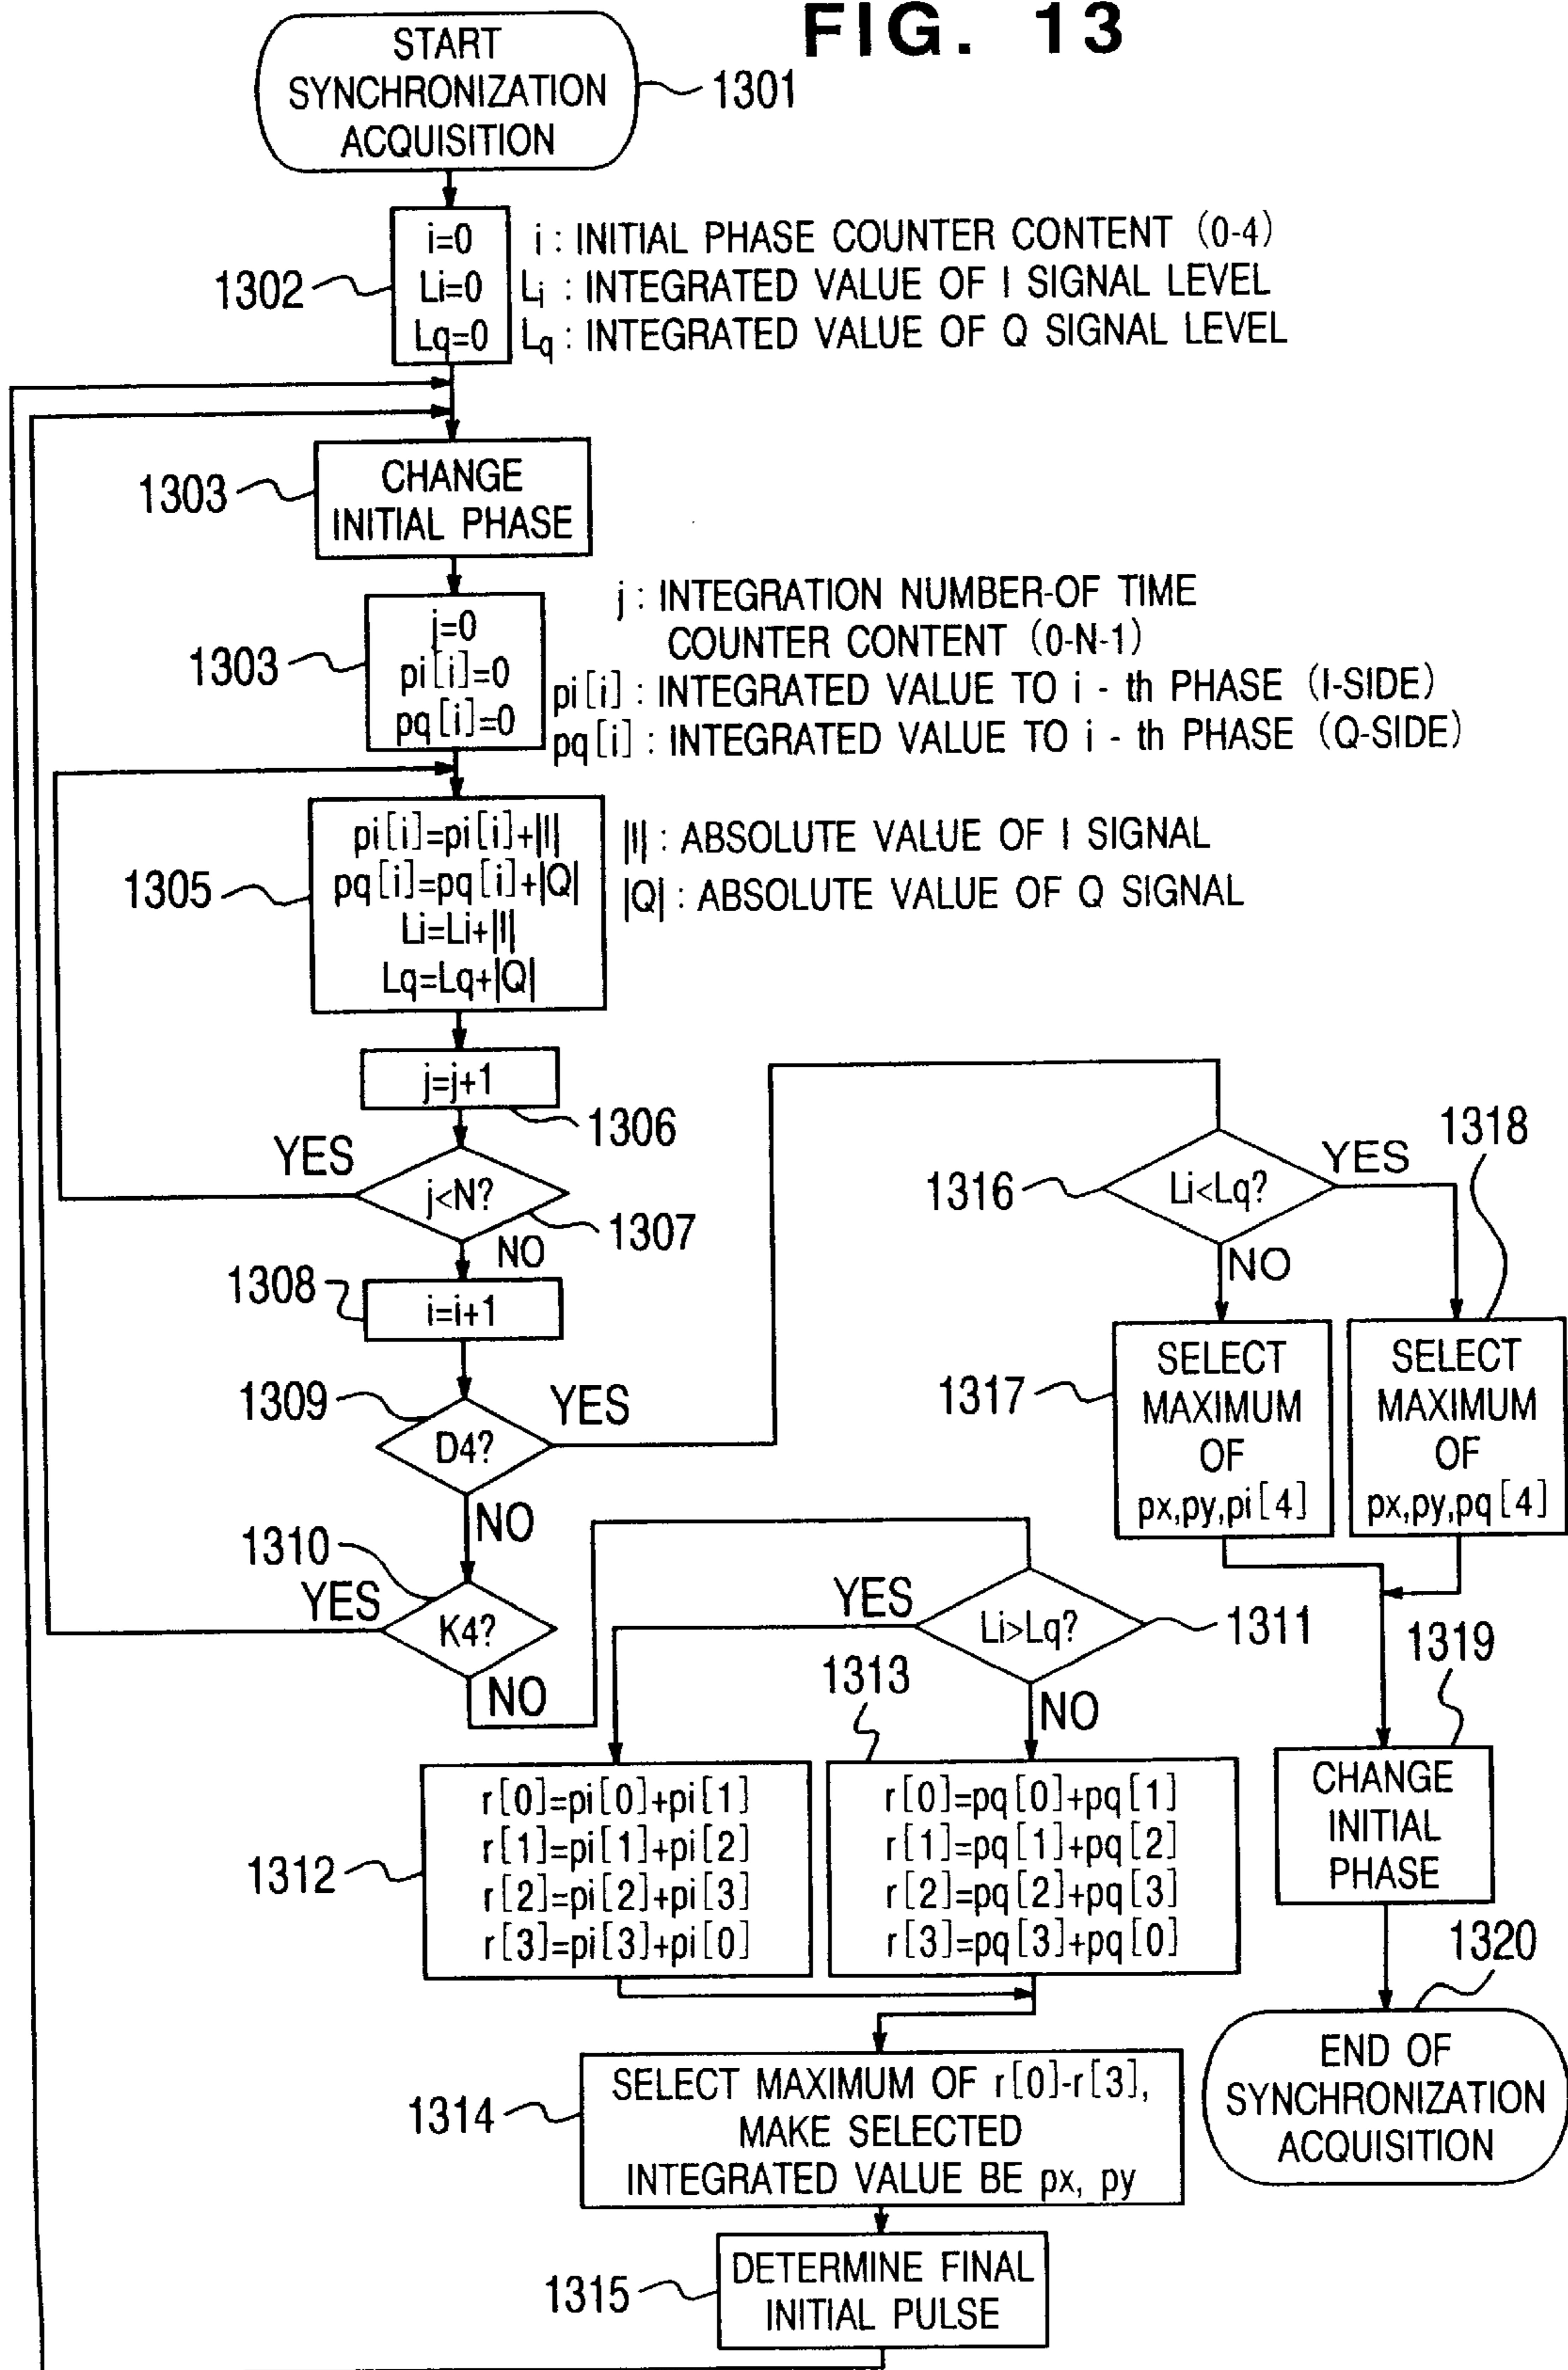 FIG. 13
START
SYNCHRONIZATION
ACQUISITION
1301
i=0
Li=0
Lq=0
1302
i : INITIAL PHASE COUNTER CONTENT (0-4)
Li : INTEGRATED VALUE OF I SIGNAL LEVEL
Lq : INTEGRATED VALUE OF Q SIGNAL LEVEL
CHANGE
INITIAL PHASE
1303
j=0
pi[i]=0
pq[i]=0
1303
j : INTEGRATION NUMBER-OF TIME
COUNTER CONTENT (0-N-1)
pi[i] : INTEGRATED VALUE TO i - th PHASE (I-SIDE)
pq[i] : INTEGRATED VALUE TO i - th PHASE (Q-SIDE)
pi[i]=pi[i]+|I|
pq[i]=pq[i]+|Q|
Li=Li+|I|
Lq=Lq+|Q|
1305
|I| : ABSOLUTE VALUE OF I SIGNAL
|Q| : ABSOLUTE VALUE OF Q SIGNAL
j=j+1
1306
YES
j<N?
1307
NO
1308
i=i+1
1309
D4?
YES
NO
1310
YES
K4?
NO
1316
Li<Lq?
YES
1318
NO
1317
SELECT
MAXIMUM
OF
px,py,pi[4]
SELECT
MAXIMUM
OF
px,py,pq[4]
YES
Li>Lq?
1311
1313
NO
1319
1312
r[0]=pi[0]+pi[1]
r[1]=pi[1]+pi[2]
r[2]=pi[2]+pi[3]
r[3]=pi[3]+pi[0]
r[0]=pq[0]+pq[1]
r[1]=pq[1]+pq[2]
r[2]=pq[2]+pq[3]
r[3]=pq[3]+pq[0]
CHANGE
INITIAL
PHASE
1320
END OF
SYNCHRONIZATION
ACQUISITION
1314
SELECT MAXIMUM OF r[0]-r[3],
MAKE SELECTED
INTEGRATED VALUE BE px, py
1315
DETERMINE FINAL
INITIAL PULSE